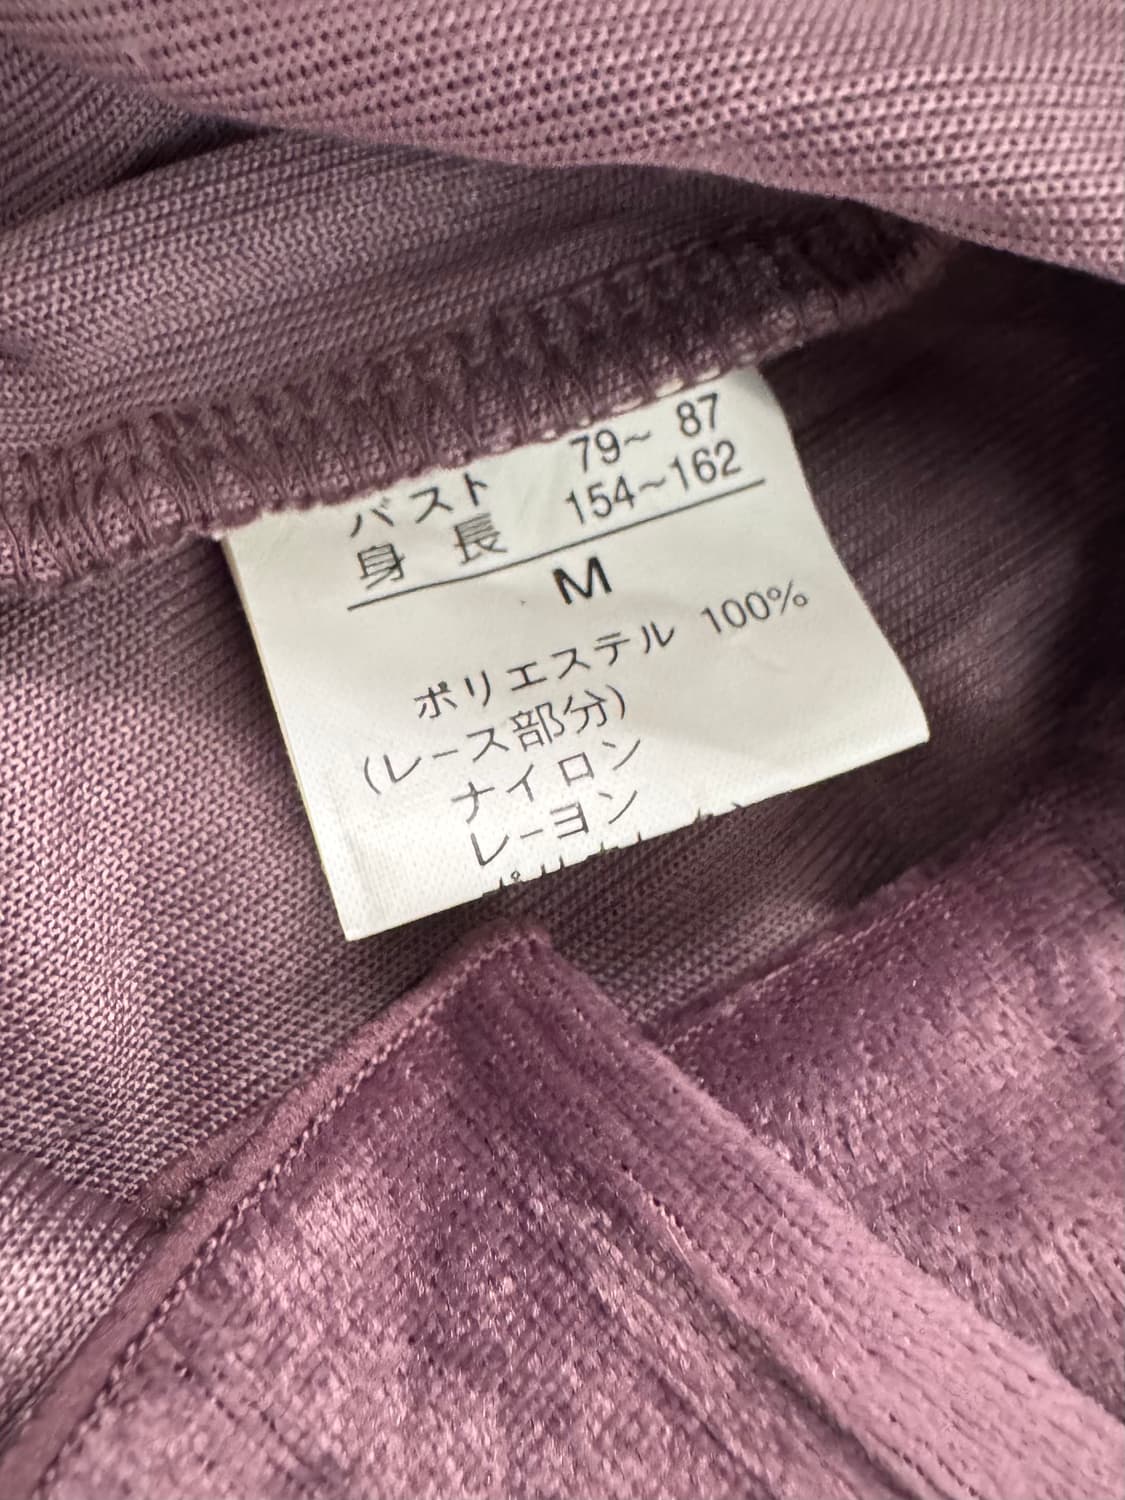 バスト 79~ 87
身 長 154~162
M
ポリエステル 100%
(レース部分)
ナイロン
レーヨン